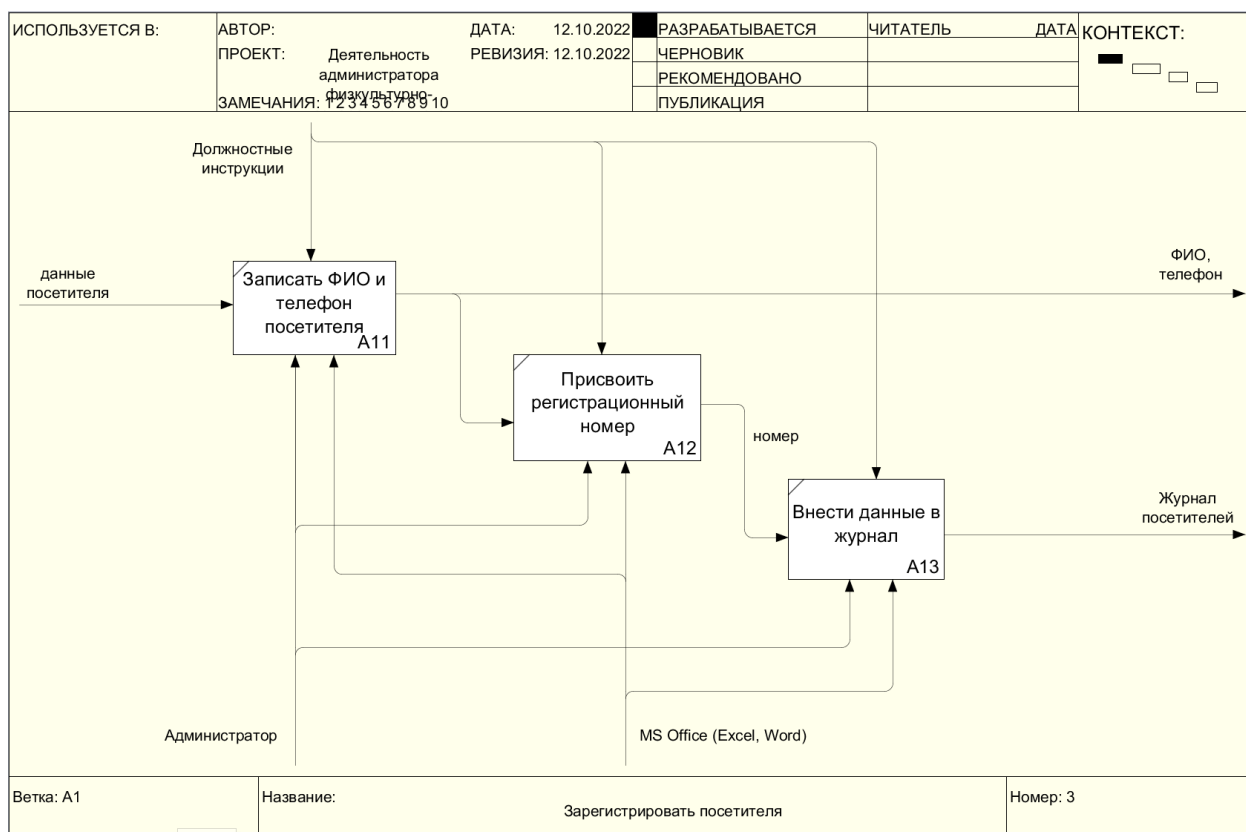 ИСПОЛЬЗУЕТСЯ В:
АВТОР:
ДАТА: 12.10.2022
РАЗРАБАТЫВАЕТСЯ
ЧИТАТЕЛЬ
ДАТА
КОНТЕКСТ:
ПРОЕКТ:
Деятельность
администратора
физкультурно-
РЕВИЗИЯ: 12.10.2022
ЧЕРНОВИК
РЕКОМЕНДОВАНО
ЗАМЕЧАНИЯ: 1 2 3 4 5 6 7 8 9 10
ПУБЛИКАЦИЯ
Должностные
инструкции
данные
посетителя
Записать ФИО и
телефон
посетителя
A11
ФИО,
телефон
Присвоить
регистрационный
номер
A12
номер
Внести данные в
журнал
A13
Журнал
посетителей
Администратор
MS Office (Excel, Word)
Ветка: A1
Название:
Зарегистрировать посетителя
Номер: 3